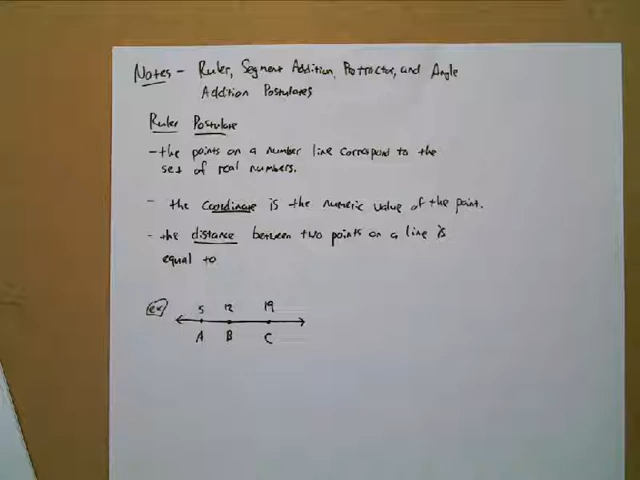 Notes - Ruler, Segment Addition, Protractor, and Angle
Addition Postulates
Ruler Postulate
- the points on a number line correspond to the
set of real numbers.
- the coordinate is the numeric value of the point.
- the distance between two points on a line is
equal to
ex 5 12 19
A B C